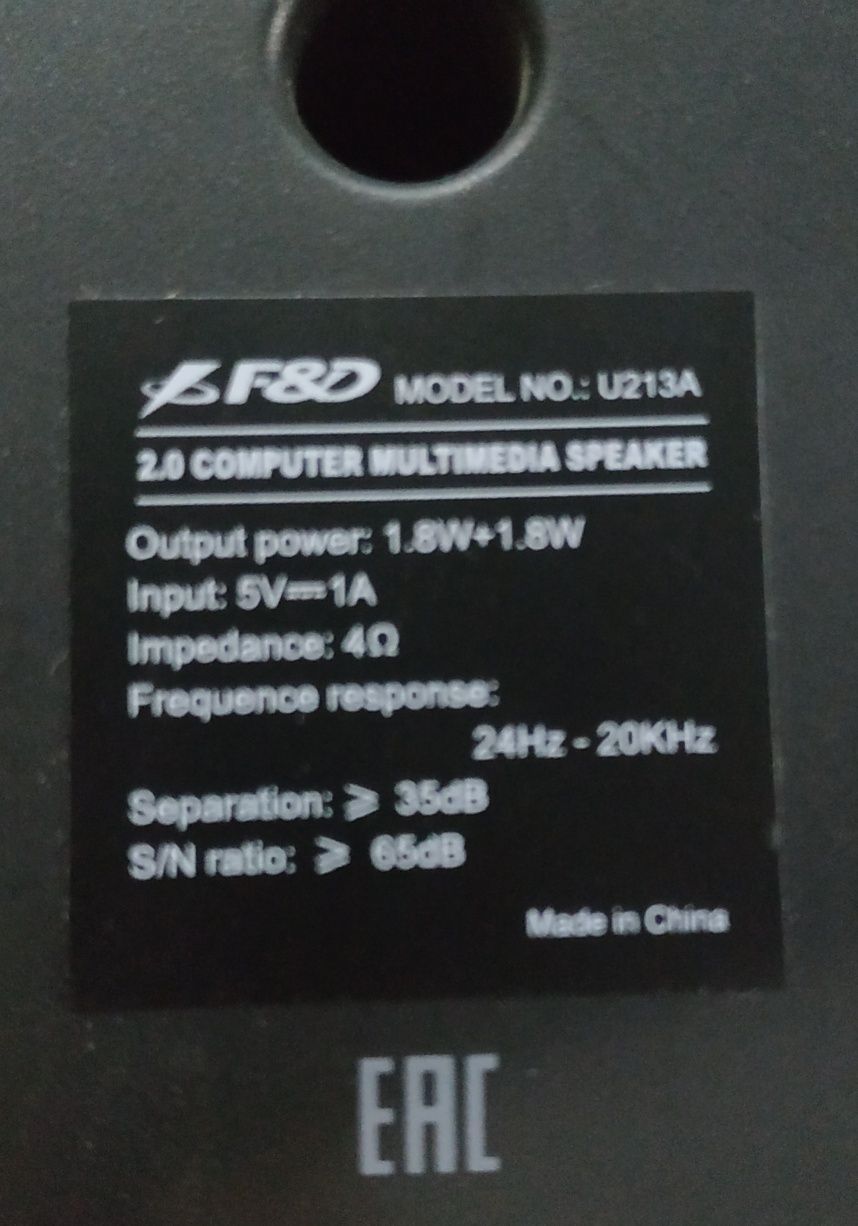 F&D MODEL NO.: U213A
2.0 COMPUTER MULTIMEDIA SPEAKER
Output power: 1.8W+1.8W
Input: 5V⎓1A
Impedance: 4Ω
Frequence response:
24Hz - 20KHz
Separation: ⩾ 35dB
S/N ratio: ⩾ 65dB
Made in China
EAC